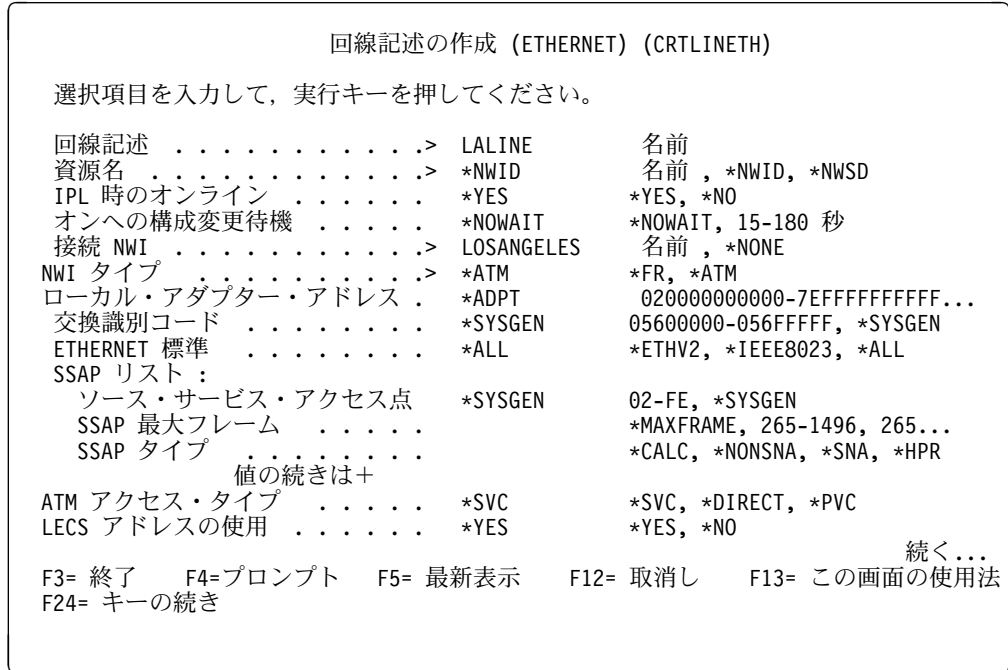 回線記述の作成 (ETHERNET) (CRTLINETH)
選択項目を入力して，実行キーを押してください。
回線記述 . . . . . . . . . . . .> LALINE 名前
資源名 . . . . . . . . . . . . .> *NWID 名前 , *NWID, *NWSD
IPL 時のオンライン . . . . . . *YES *YES, *NO
オンへの構成変更待機 . . . . . *NOWAIT *NOWAIT, 15-180 秒
接続 NWI . . . . . . . . . . . .> LOSANGELES 名前 , *NONE
NWI タイプ . . . . . . . . . . .> *ATM *FR, *ATM
ローカル・アダプター・アドレス . *ADPT 020000000000-7EFFFFFFFFFF...
交換識別コード . . . . . . . . *SYSGEN 05600000-056FFFFF, *SYSGEN
ETHERNET 標準 . . . . . . . . *ALL *ETHV2, *IEEE8023, *ALL
SSAP リスト :
ソース・サービス・アクセス点 *SYSGEN 02-FE, *SYSGEN
SSAP 最大フレーム . . . . . *MAXFRAME, 265-1496, 265...
SSAP タイプ . . . . . . . . *CALC, *NONSNA, *SNA, *HPR
値の続きは＋
ATM アクセス・タイプ . . . . . *SVC *SVC, *DIRECT, *PVC
LECS アドレスの使用 . . . . . . *YES *YES, *NO
続く...
F3= 終了 F4=プロンプト F5= 最新表示 F12= 取消し F13= この画面の使用法
F24= キーの続き